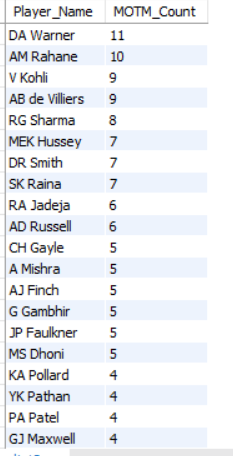 Player_Name MOTM_Count
DA Warner 11
AM Rahane 10
V Kohli 9
AB de Villiers 9
RG Sharma 8
MEK Hussey 7
DR Smith 7
SK Raina 7
RA Jadeja 6
AD Russell 6
CH Gayle 5
A Mishra 5
AJ Finch 5
G Gambhir 5
JP Faulkner 5
MS Dhoni 5
KA Pollard 4
YK Pathan 4
PA Patel 4
GJ Maxwell 4